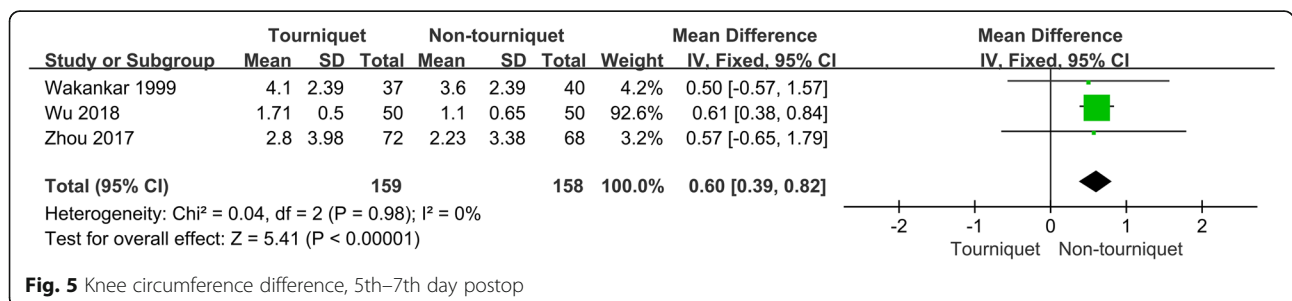 Tourniquet Non-tourniquet Mean Difference Mean Difference
Study or Subgroup Mean SD Total Mean SD Total Weight IV, Fixed, 95% CI IV, Fixed, 95% CI
Wakankar 1999 4.1 2.39 37 3.6 2.39 40 4.2% 0.50 [-0.57, 1.57]
Wu 2018 1.71 0.5 50 1.1 0.65 50 92.6% 0.61 [0.38, 0.84]
Zhou 2017 2.8 3.98 72 2.23 3.38 68 3.2% 0.57 [-0.65, 1.79]
Total (95% CI) 159 158 100.0% 0.60 [0.39, 0.82]
Heterogeneity: Chi² = 0.04, df = 2 (P = 0.98); I² = 0%
Test for overall effect: Z = 5.41 (P < 0.00001)
-2 -1 0 1 2
Tourniquet Non-tourniquet
Fig. 5 Knee circumference difference, 5th–7th day postop